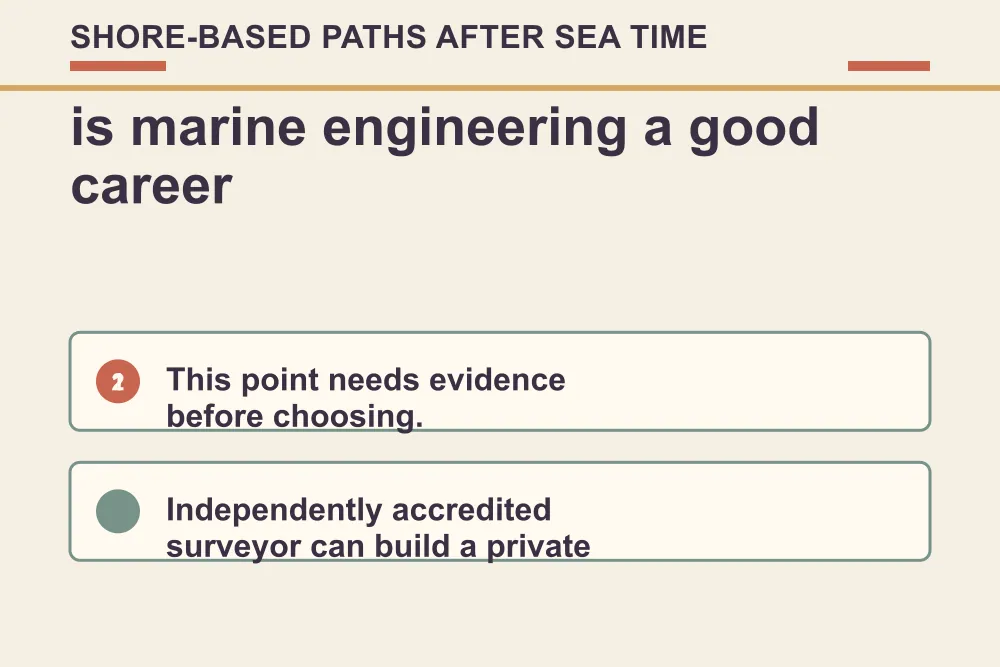 SHORE-BASED PATHS AFTER SEA TIME
is marine engineering a good
career
2
This point needs evidence
before choosing.
Independently accredited
surveyor can build a private